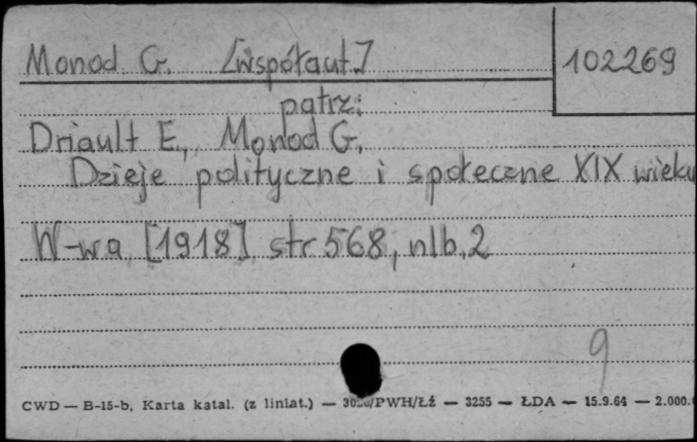 Monod G. [współaut.] 102269
patrz:
Driault E., Monod G.,
Dzieje polityczne i społeczne XIX wieku
W-wa [1918] str 568, nlb. 2
9
CWD — B-15-b, Karta katal. (z liniat.) — /PWH/Łź — 3255 — ŁDA — 15.9.64 — 2.000.